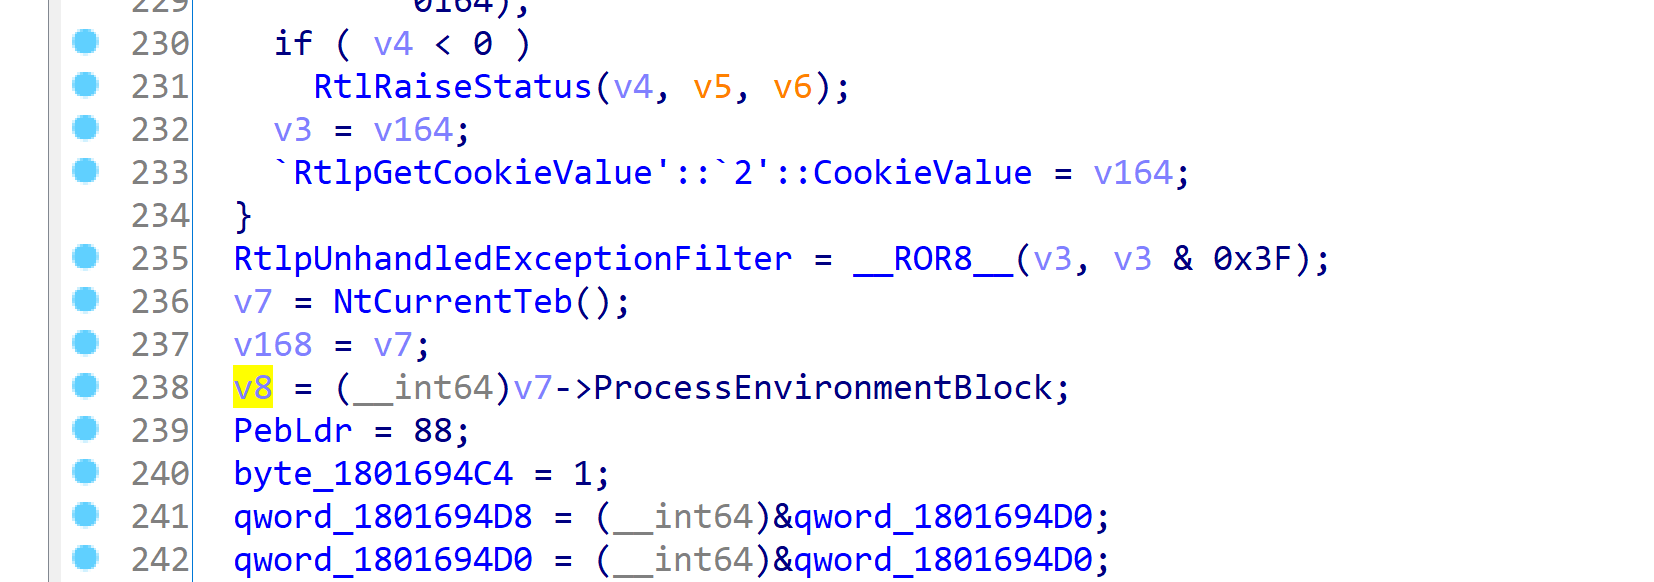 229 0i64);
230 if ( v4 < 0 )
231 RtlRaiseStatus(v4, v5, v6);
232 v3 = v164;
233 `RtlpGetCookieValue'::`2'::CookieValue = v164;
234 }
235 RtlpUnhandledExceptionFilter = __ROR8__(v3, v3 & 0x3F);
236 v7 = NtCurrentTeb();
237 v168 = v7;
238 v8 = (__int64)v7->ProcessEnvironmentBlock;
239 PebLdr = 88;
240 byte_1801694C4 = 1;
241 qword_1801694D8 = (__int64)&qword_1801694D0;
242 qword_1801694D0 = (__int64)&qword_1801694D0;